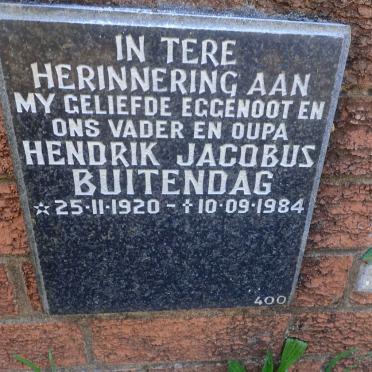 IN TERE
HERINNERING AAN
MY GELIEFDE EGGENOOT EN
ONS VADER EN OUPA
HENDRIK JACOBUS
BUITENDAG
☆25·11·1920 – ✝10·09·1984
400